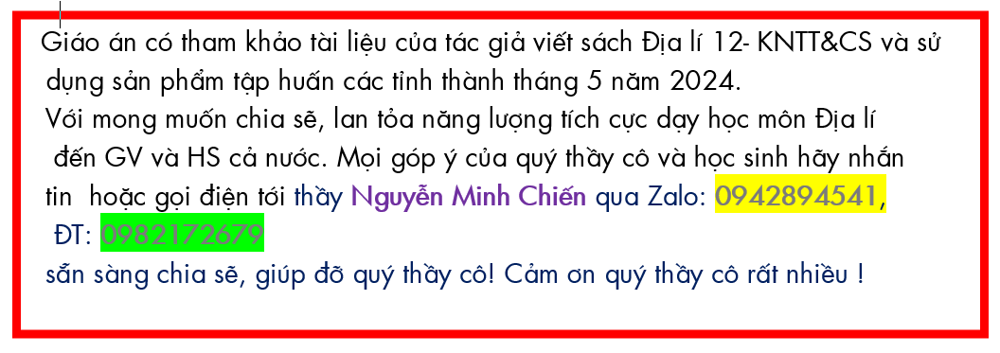 Giáo án có tham khảo tài liệu của tác giả viết sách Địa lí 12- KNTT&CS và sử
dụng sản phẩm tập huấn các tỉnh thành tháng 5 năm 2024.
Với mong muốn chia sẽ, lan tỏa năng lượng tích cực dạy học môn Địa lí
đến GV và HS cả nước. Mọi góp ý của quý thầy cô và học sinh hãy nhắn
tin hoặc gọi điện tới thầy Nguyễn Minh Chiến qua Zalo: 0942894541,
ĐT: 0982172679
sẵn sàng chia sẽ, giúp đỡ quý thầy cô! Cảm ơn quý thầy cô rất nhiều !